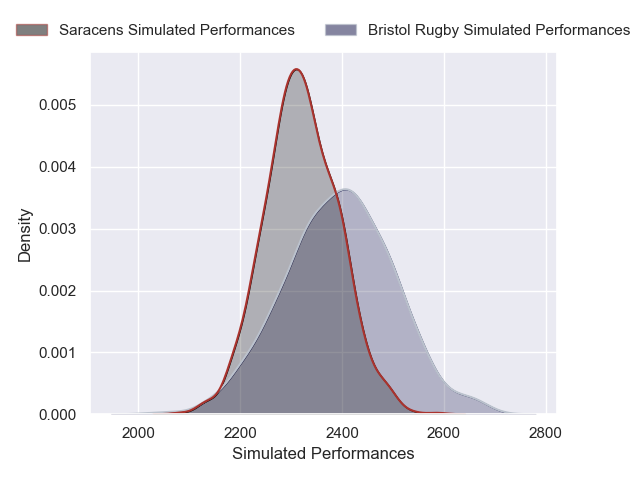 Saracens Simulated Performances
Bristol Rugby Simulated Performances
0.005
0.004
0.003
0.002
0.001
0.000
Density
2000
2200
2400
2600
2800
Simulated Performances